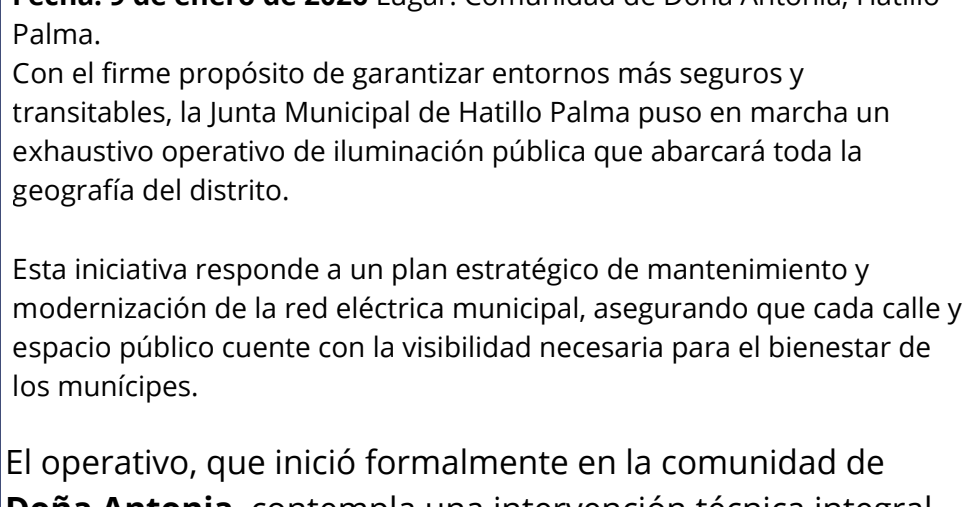 Fecha: 9 de enero de 2026 Lugar: Comunidad de Doña Antonia, Hatillo
Palma.
Con el firme propósito de garantizar entornos más seguros y
transitables, la Junta Municipal de Hatillo Palma puso en marcha un
exhaustivo operativo de iluminación pública que abarcará toda la
geografía del distrito.
Esta iniciativa responde a un plan estratégico de mantenimiento y
modernización de la red eléctrica municipal, asegurando que cada calle y
espacio público cuente con la visibilidad necesaria para el bienestar de
los munícipes.
El operativo, que inició formalmente en la comunidad de
Doña Antonia, contempla una intervención técnica integral